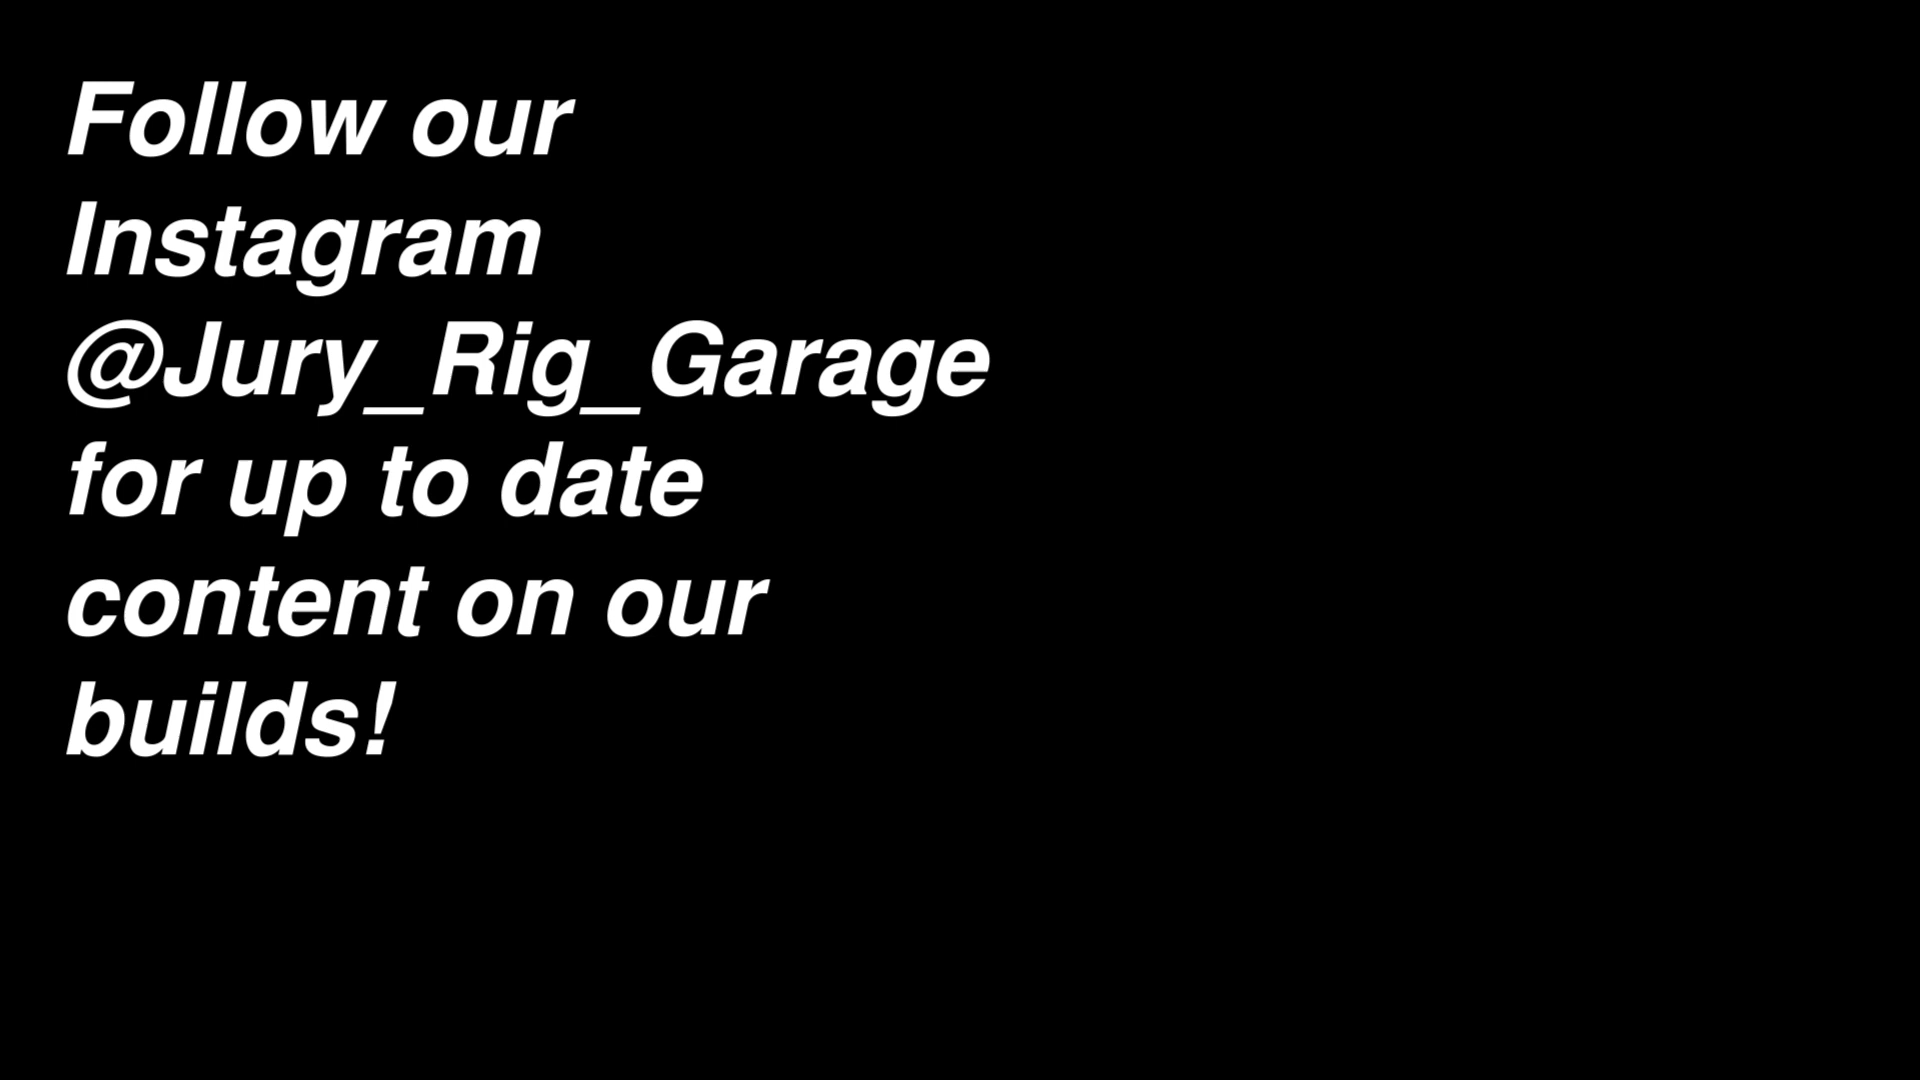 Follow our
Instagram
@Jury_Rig_Garage
for up to date
content on our
builds!